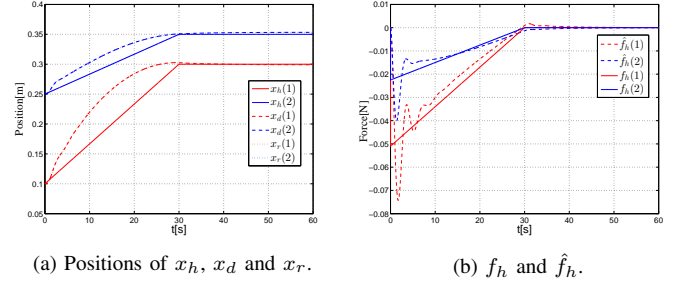 0.4
0.35
0.3
0.25
0.2
0.15
0.1
0.05
Position[m]
0 10 20 30 40 50 60
t[s]
x_h(1)
x_h(2)
x_d(1)
x_d(2)
x_r(1)
x_r(2)
(a) Positions of x_h, x_d and x_r.
0.01
0
−0.01
−0.02
−0.03
−0.04
−0.05
−0.06
−0.07
−0.08
Force[N]
0 10 20 30 40 50 60
t[s]
f̂_h(1)
f̂_h(2)
f_h(1)
f_h(2)
(b) f_h and f̂_h.